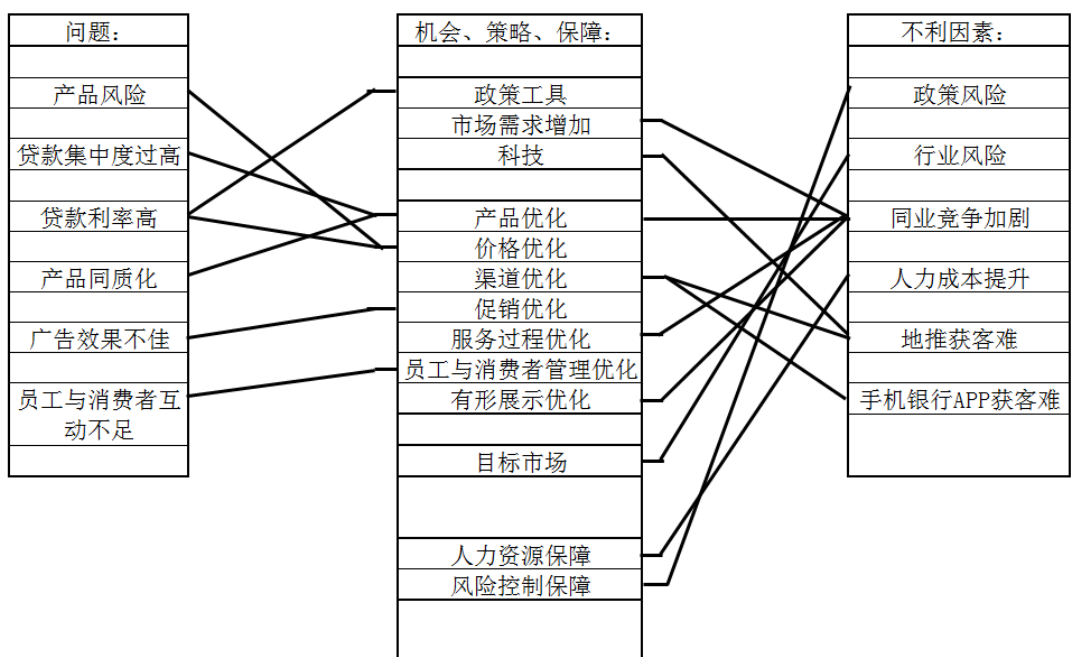 问题：
产品风险
贷款集中度过高
贷款利率高
产品同质化
广告效果不佳
员工与消费者互
动不足
机会、策略、保障：
政策工具
市场需求增加
科技
产品优化
价格优化
渠道优化
促销优化
服务过程优化
员工与消费者管理优化
有形展示优化
目标市场
人力资源保障
风险控制保障
不利因素：
政策风险
行业风险
同业竞争加剧
人力成本提升
地推获客难
手机银行APP获客难